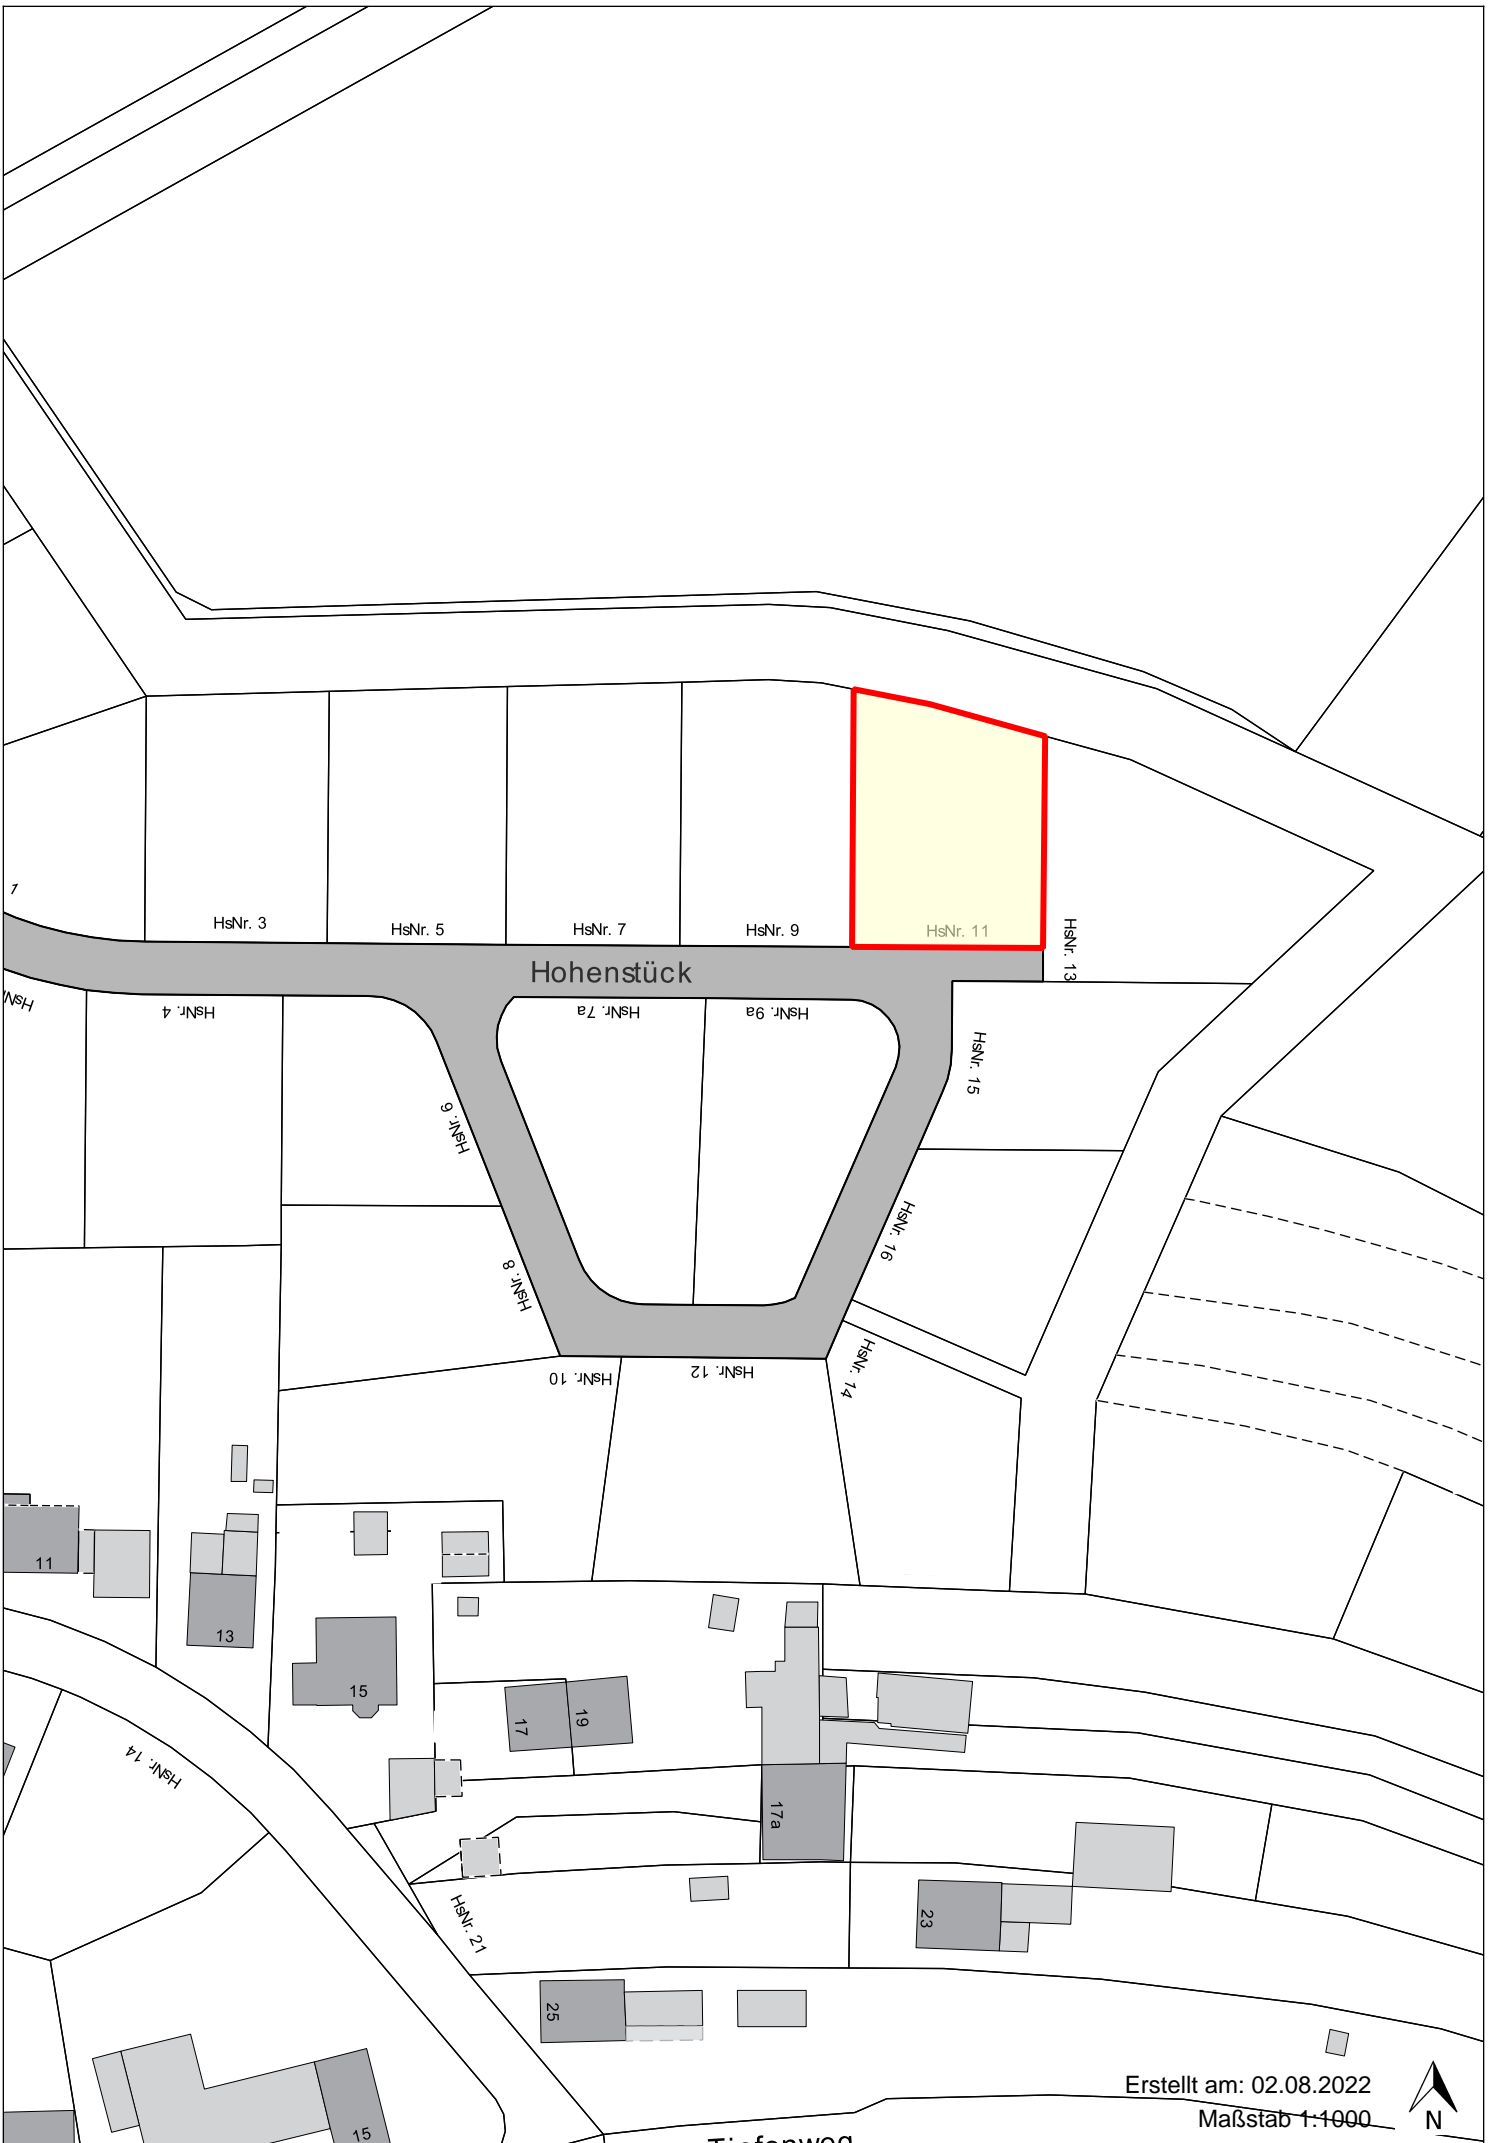 1
HsNr. 3
HsNr. 5
HsNr. 7
HsNr. 9
HsNr. 11
HsNr. 13
Hohenstück
HsNr. 4
HsNr. 7a
HsNr. 9a
HsNr. 15
HsNr. 6
HsNr. 16
HsNr. 8
HsNr. 10
HsNr. 12
HsNr. 14
11
13
15
17
19
HsNr. 14
17a
HsNr. 21
23
25
15
Erstellt am: 02.08.2022
Maßstab 1:1000
N
Tiefenweg